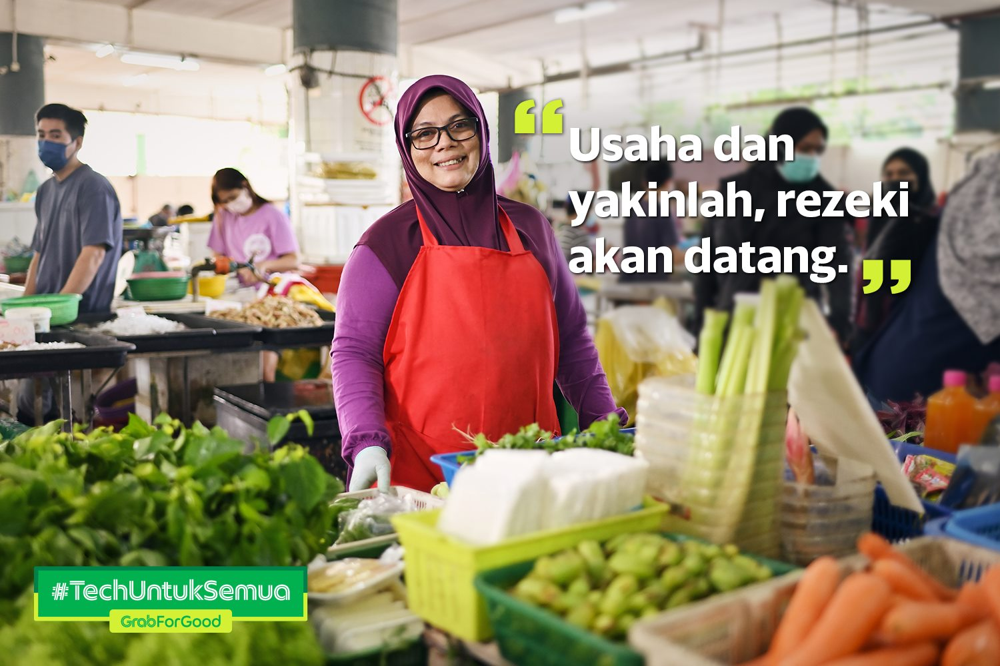 “Usaha dan
yakinlah, rezeki
akan datang.”
#TechUntukSemua
GrabForGood